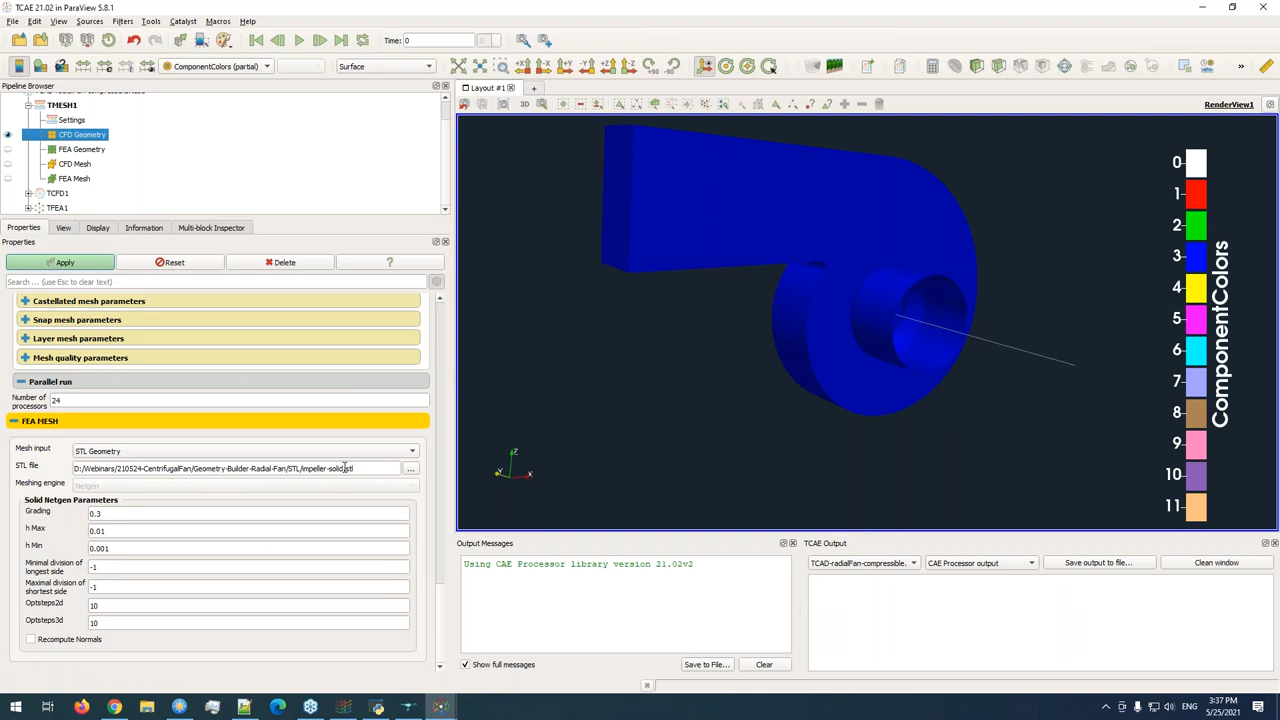 TCAE 21.02 in ParaView 5.8.1
File Edit View Sources Filters Tools Catalyst Macros Help
Time: 0
ComponentColors (partial) Surface
Pipeline Browser
TMESH1
Settings
CFD Geometry
FEA Geometry
CFD Mesh
FEA Mesh
TCFD1
TFEA1
Layout #1
3D
RenderView1
Properties View Display Information Multi-block Inspector
Properties
Apply Reset Delete ?
Search ... (use Esc to clear text)
Castellated mesh parameters
Snap mesh parameters
Layer mesh parameters
Mesh quality parameters
Parallel run
Number of processors 24
FEA MESH
Mesh input STL Geometry
STL file D:/Webinars/210524-CentrifugalFan/Geometry-Builder-Radial-Fan/STL/impeller-solid.stl ...
Meshing engine Netgen
Solid Netgen Parameters
Grading 0.3
h Max 0.01
h Min 0.001
Minimal division of longest side -1
Maximal division of shortest side -1
Optsteps2d 10
Optsteps3d 10
Recompute Normals
0
1
2
3
4
5
6
7
8
9
10
11
ComponentColors
Z
Y X
Output Messages
Using CAE Processor library version 21.02v2
Show full messages Save to File... Clear
TCAE Output
TCAD-radialFan-compressible. CAE Processor output Save output to file... Clean window
ENG
3:37 PM
5/25/2021